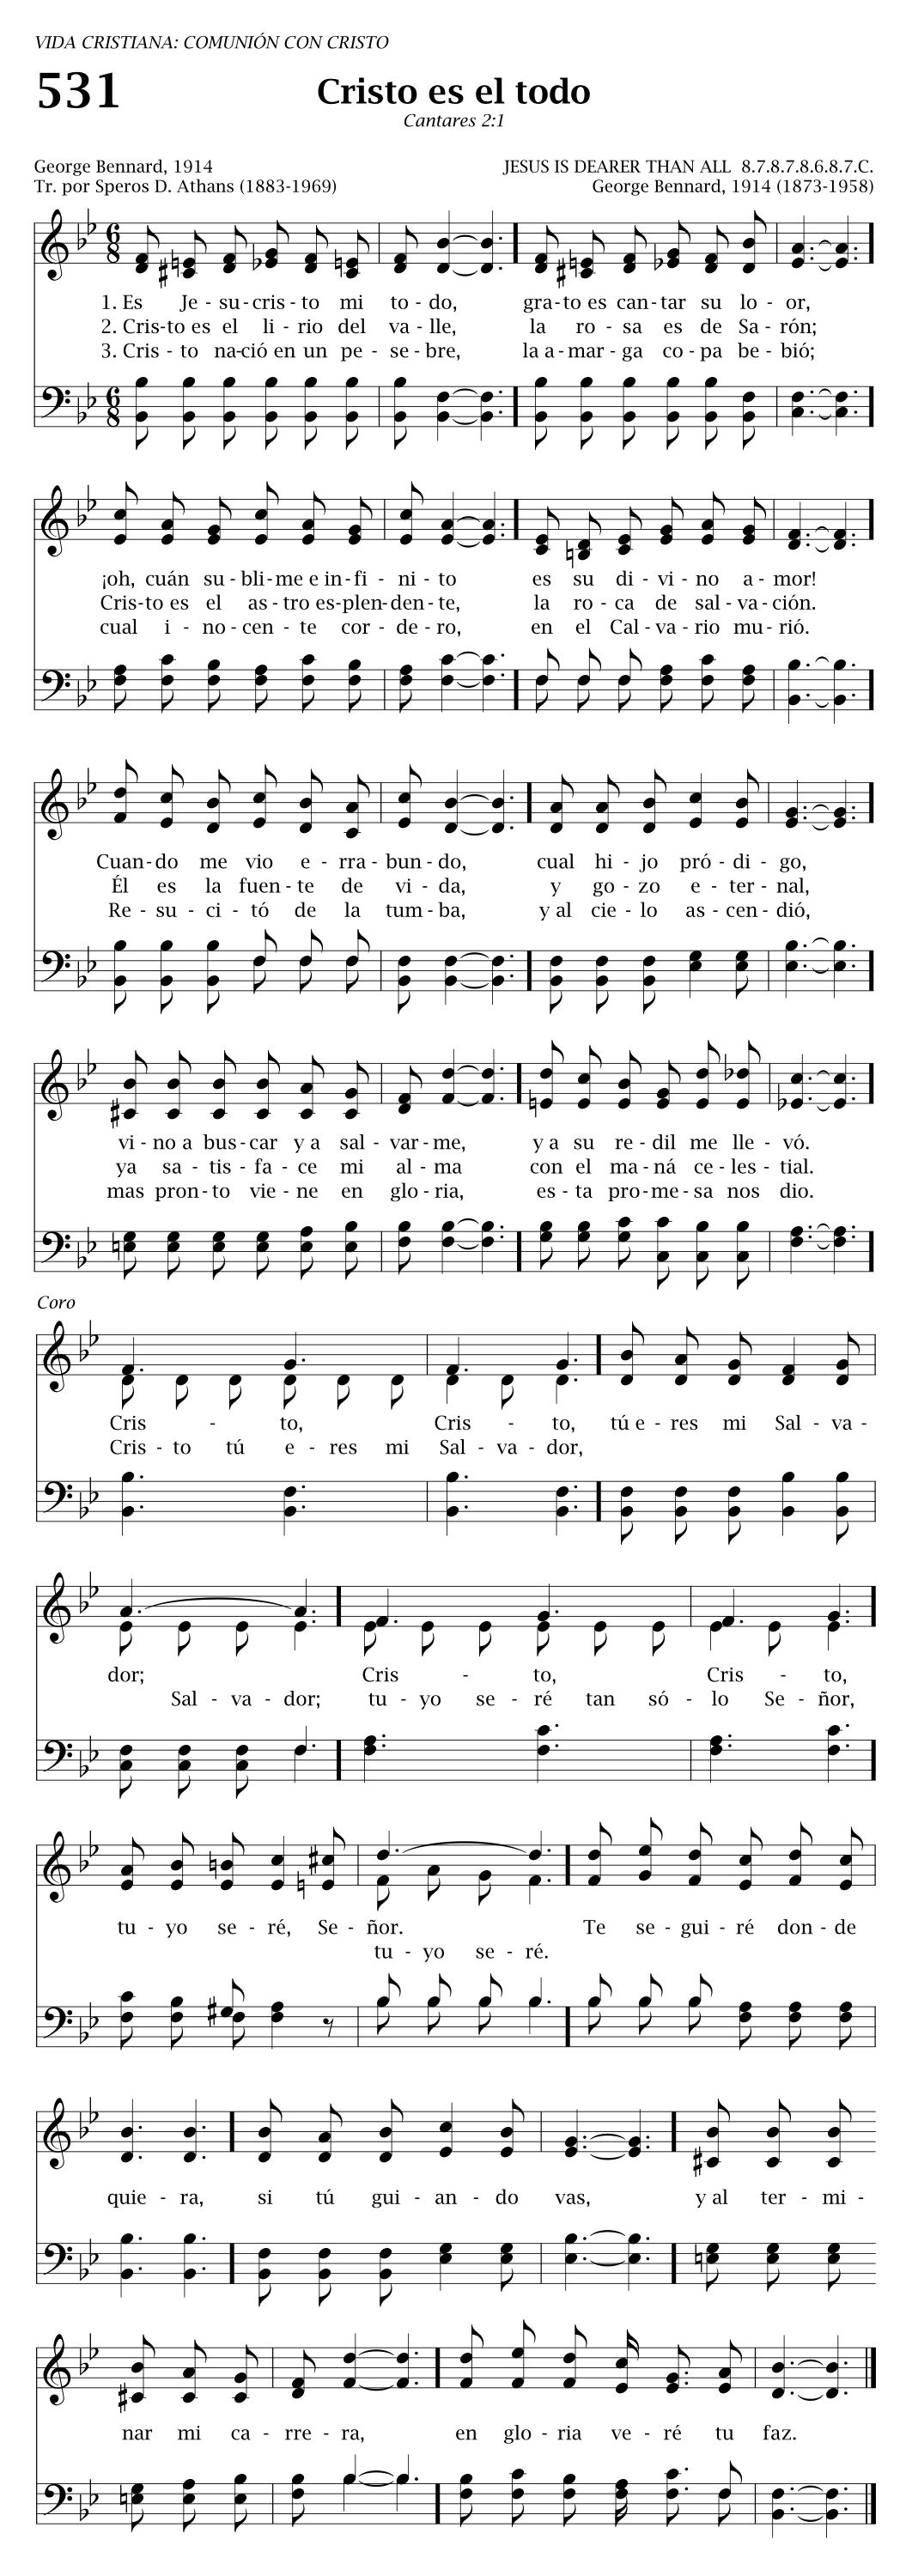 VIDA CRISTIANA: COMUNIÓN CON CRISTO
531 Cristo es el todo
Cantares 2:1
George Bennard, 1914 JESUS IS DEARER THAN ALL 8.7.8.7.8.6.8.7.C.
Tr. por Speros D. Athans (1883-1969) George Bennard, 1914 (1873-1958)
6 8
1. Es Je - su - cris - to mi to - do, gra - to es can - tar su lo - or,
2. Cris - to es el li - rio del va - lle, la ro - sa es de Sa - rón;
3. Cris - to na - ció en un pe - se - bre, la a - mar - ga co - pa be - bió;
6 8
¡oh, cuán su - bli - me e in - fi - ni - to es su di - vi - no a - mor!
Cris - to es el as - tro es - plen - den - te, la ro - ca de sal - va - ción.
cual i - no - cen - te cor - de - ro, en el Cal - va - rio mu - rió.
Cuan - do me vio e - rra - bun - do, cual hi - jo pró - di - go,
Él es la fuen - te de vi - da, y go - zo e - ter - nal,
Re - su - ci - tó de la tum - ba, y al cie - lo as - cen - dió,
vi - no a bus - car y a sal - var - me, y a su re - dil me lle - vó.
ya sa - tis - fa - ce mi al - ma con el ma - ná ce - les - tial.
mas pron - to vie - ne en glo - ria, es - ta pro - me - sa nos dio.
Coro
Cris - to, Cris - to, tú e - res mi Sal - va -
Cris - to tú e - res mi Sal - va - dor,
dor; Cris - to, Cris - to,
Sal - va - dor; tu - yo se - ré tan só - lo Se - ñor,
tu - yo se - ré, Se - ñor. Te se - gui - ré don - de
tu - yo se - ré.
quie - ra, si tú gui - an - do vas, y al ter - mi -
nar mi ca - rre - ra, en glo - ria ve - ré tu faz.